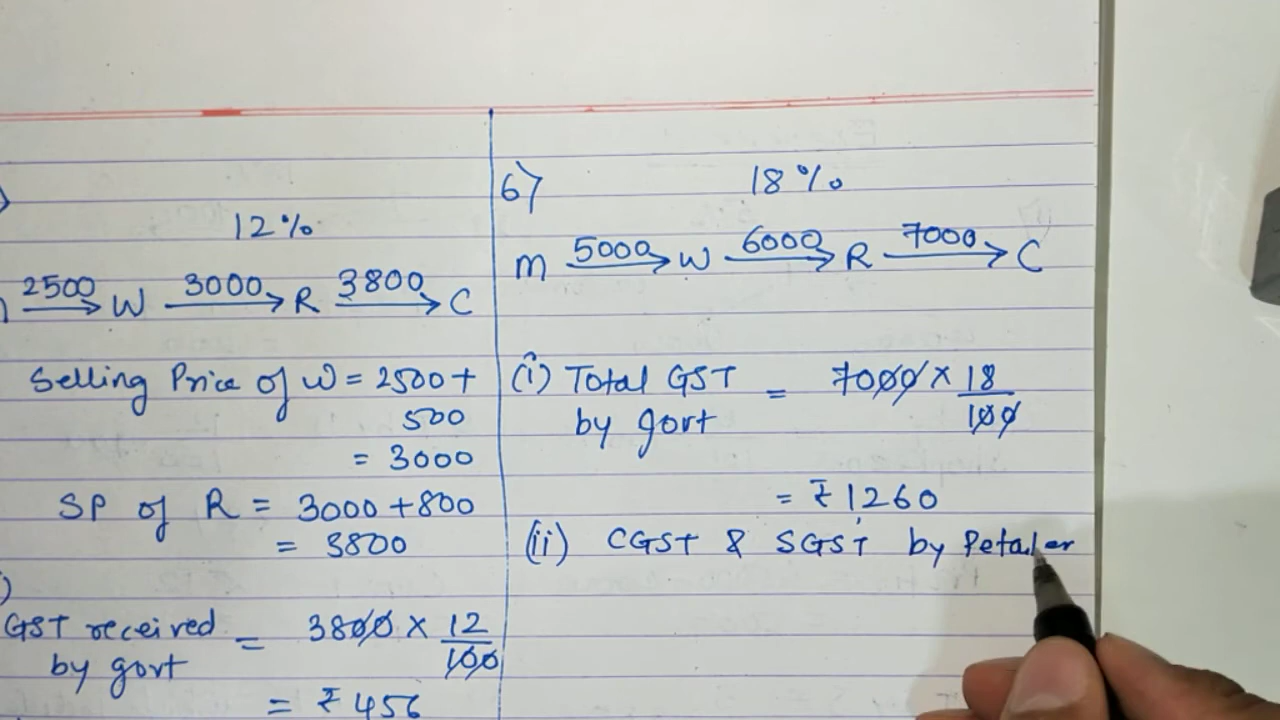 12%
2500 W 3000 R 3800 C
Selling Price of W = 2500 +
500
= 3000
SP of R = 3000 + 800
= 3800
GST received = 3800 × 12
by govt 100
= ₹ 456
6) 18%
M 5000 W 6000 R 7000 C
(i) Total GST = 7000 × 18
by govt 100
= ₹ 1260
(ii) CGST & SGST by Retailer